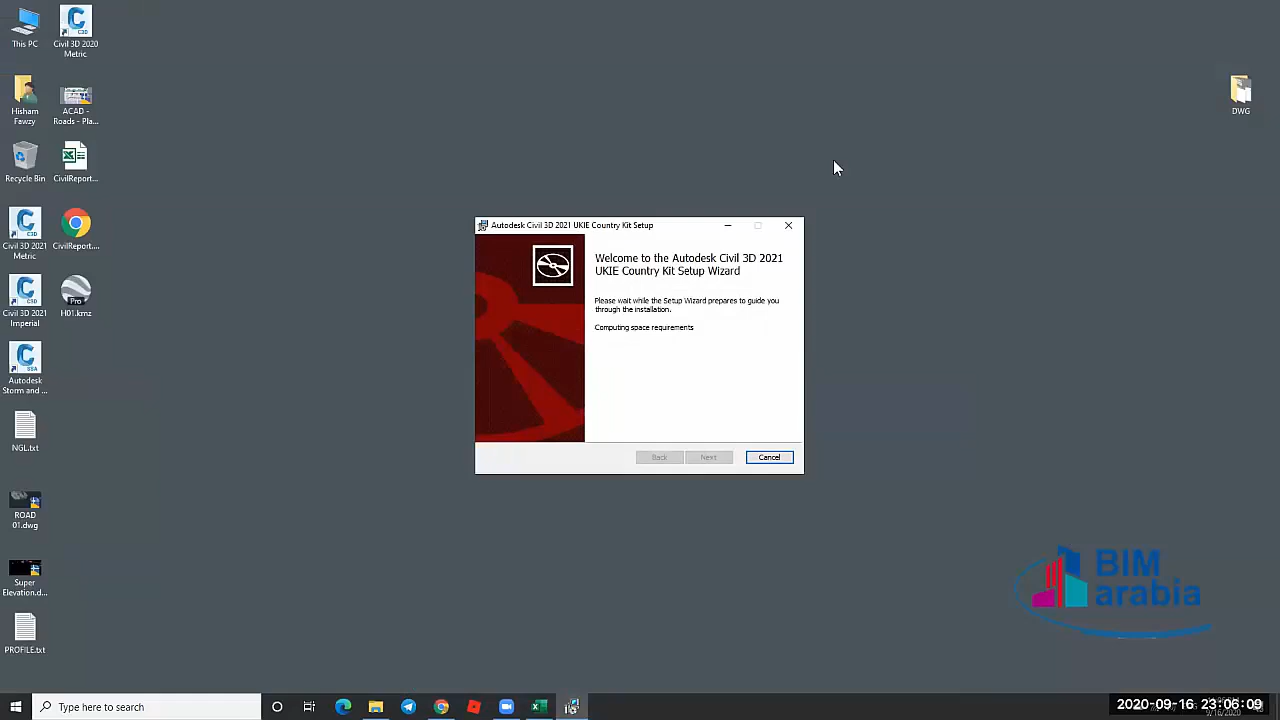 This PC
Civil 3D 2020
Metric
Hisham
Fawzy
ACAD -
Roads - Pla...
DWG
Recycle Bin
CivilReport...
Civil 3D 2021
Metric
CivilReport....
Civil 3D 2021
Imperial
Pro
H01.kmz
Autodesk
Storm and ...
NGL.txt
ROAD
01.dwg
Super
Elevation.d...
PROFILE.txt
Autodesk Civil 3D 2021 UKIE Country Kit Setup
Welcome to the Autodesk Civil 3D 2021
UKIE Country Kit Setup Wizard
Please wait while the Setup Wizard prepares to guide you
through the installation.
Computing space requirements
Back
Next
Cancel
BIM
arabia
Type here to search
2020-09-16 23:06:09